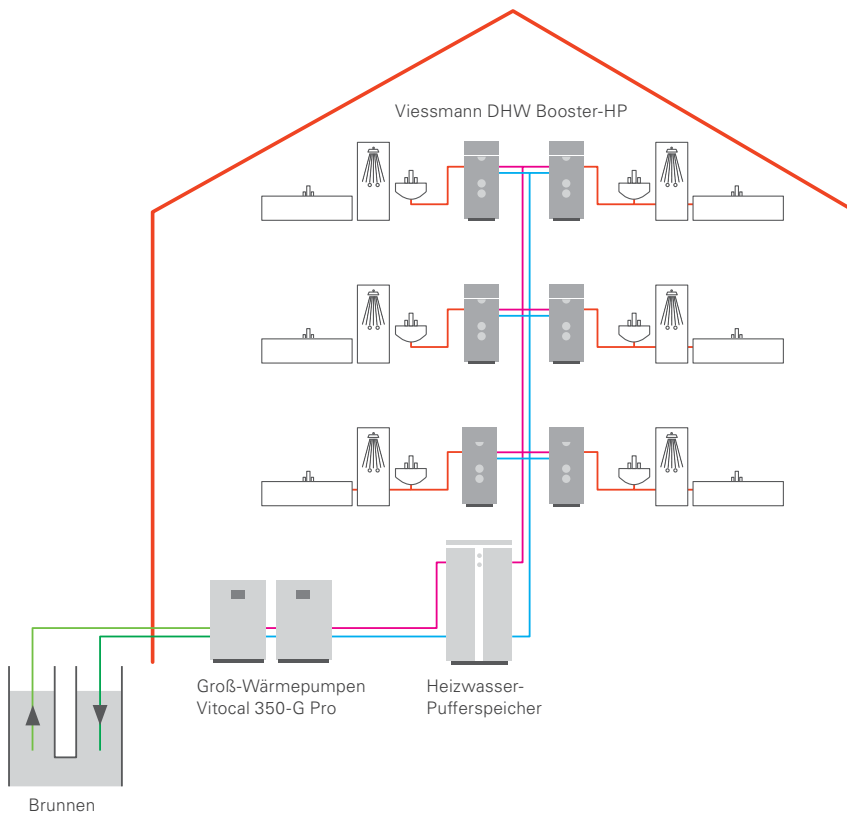 Viessmann DHW Booster-HP
Groß-Wärmepumpen
Vitocal 350-G Pro
Heizwasser-
Pufferspeicher
Brunnen